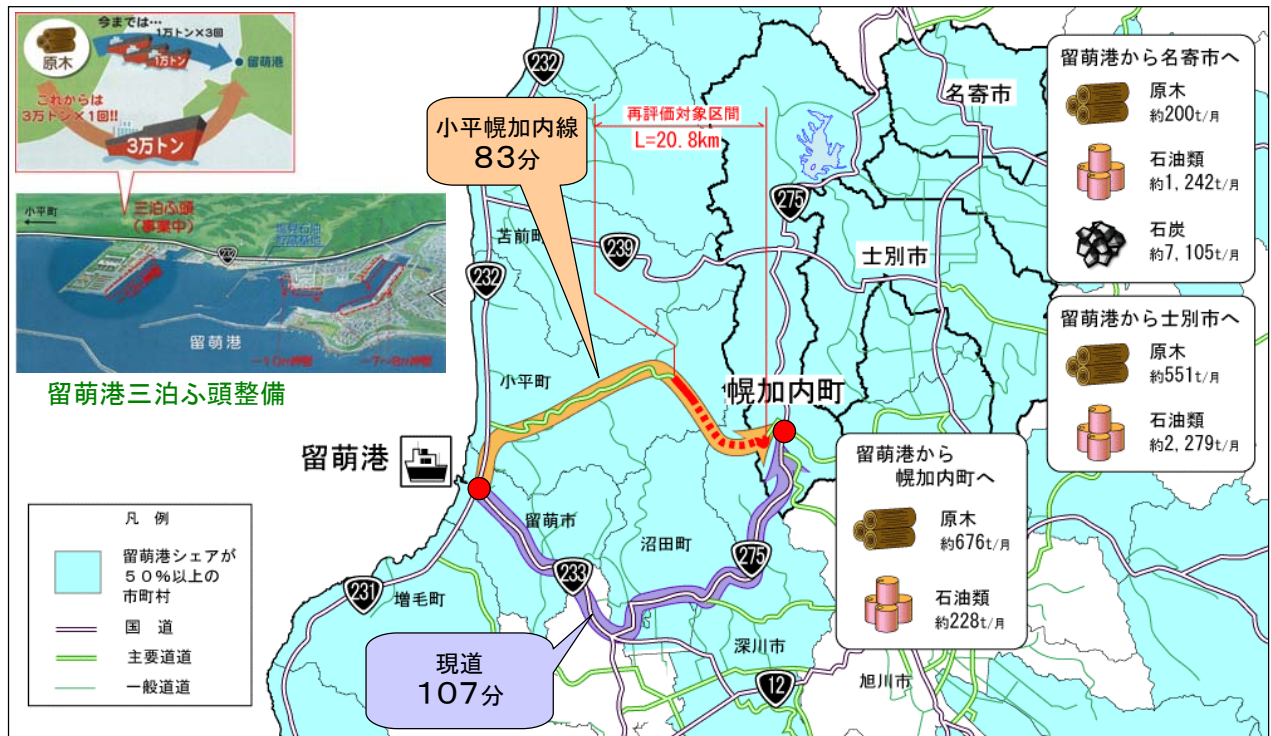 今までは…
1万トン×3回
1万トン
原木
留萌港
これからは
3万トン×1回!!
3万トン
小平町
三泊ふ頭
(事業中)
232
留萌港
留萌港三泊ふ頭整備
凡 例
留萌港シェアが
50%以上の
市町村
国 道
主要道道
一般道道
小平幌加内線
83分
再評価対象区間
L=20.8km
232
苫前町
239
232
275
名寄市
士別市
小平町
幌加内町
留萌港
留萌市
沼田町
233
275
231
増毛町
深川市
12
旭川市
現道
107分
留萌港から名寄市へ
原木
約200t/月
石油類
約1,242t/月
石炭
約7,105t/月
留萌港から士別市へ
原木
約551t/月
石油類
約2,279t/月
留萌港から
幌加内町へ
原木
約676t/月
石油類
約228t/月